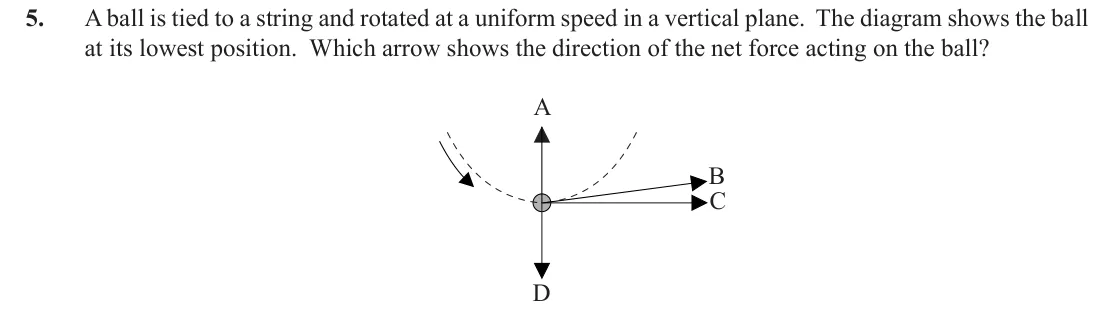 5. A ball is tied to a string and rotated at a uniform speed in a vertical plane. The diagram shows the ball
at its lowest position. Which arrow shows the direction of the net force acting on the ball?
A
B
C
D